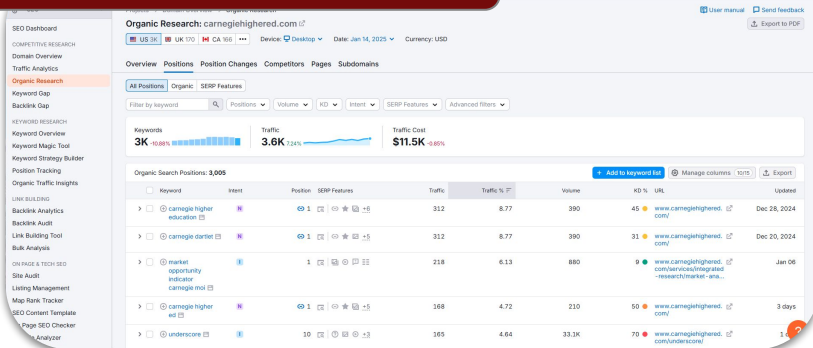 Projects > Domain Overview > Organic Research
User manual
Send feedback
SEO Dashboard
Organic Research: carnegiehighered.com
Export to PDF
US 3K
UK 170
CA 166
Device: Desktop
Date: Jan 14, 2025
Currency: USD
COMPETITIVE RESEARCH
Domain Overview
Traffic Analytics
Organic Research
Keyword Gap
Backlink Gap
KEYWORD RESEARCH
Keyword Overview
Keyword Magic Tool
Keyword Strategy Builder
Position Tracking
Organic Traffic Insights
LINK BUILDING
Backlink Analytics
Backlink Audit
Link Building Tool
Bulk Analysis
ON PAGE & TECH SEO
Site Audit
Listing Management
Map Rank Tracker
SEO Content Template
Page SEO Checker
Analyzer
Overview Positions Position Changes Competitors Pages Subdomains
All Positions Organic SERP Features
Filter by keyword Positions Volume KD Intent SERP Features Advanced filters
Keywords Traffic Traffic Cost
3K -10.88% 3.6K 7.24% $11.5K -0.85%
Organic Search Positions: 3,005
+ Add to keyword list Manage columns 10/15 Export
Keyword Intent Position SERP Features Traffic Traffic % Volume KD % URL Updated
carnegie higher N 1 +6 312 8.77 390 45 www.carnegiehighered. Dec 28, 2024
education com/
carnegie dartlet N 1 +5 312 8.77 390 31 www.carnegiehighered. Dec 20, 2024
com/
market I 1 218 6.13 880 9 www.carnegiehighered. Jan 06
opportunity com/services/integrated
indicator -research/market-ana...
carnegie moi
carnegie higher N 1 +5 168 4.72 210 50 www.carnegiehighered. 3 days
ed com/
underscore I 10 +3 165 4.64 33.1K 70 www.carnegiehighered. 1
com/underscore/
?